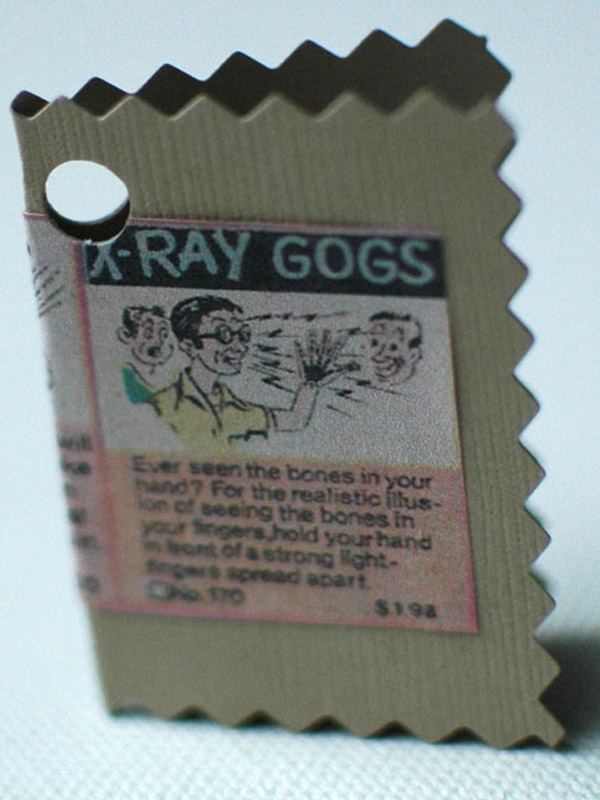 X-RAY GOGS
Ever seen the bones in your
hand? For the realistic illus-
ion of seeing the bones in
your fingers, hold your hand
in front of a strong light-
fingers spread apart.
No. 170 $1.98
will